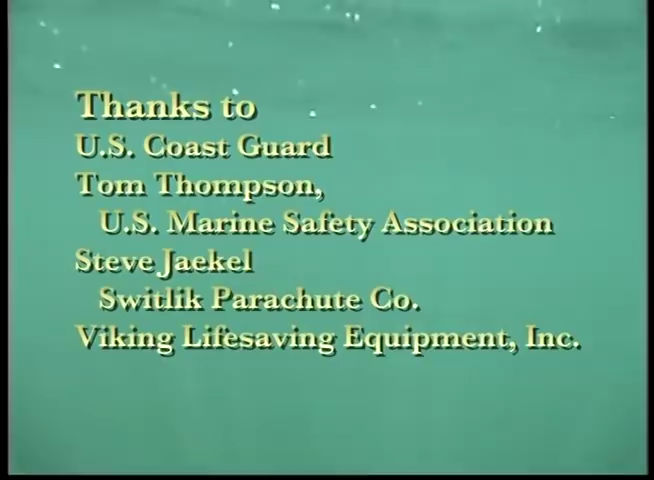 Thanks to
U.S. Coast Guard
Tom Thompson,
U.S. Marine Safety Association
Steve Jaekel
Switlik Parachute Co.
Viking Lifesaving Equipment, Inc.